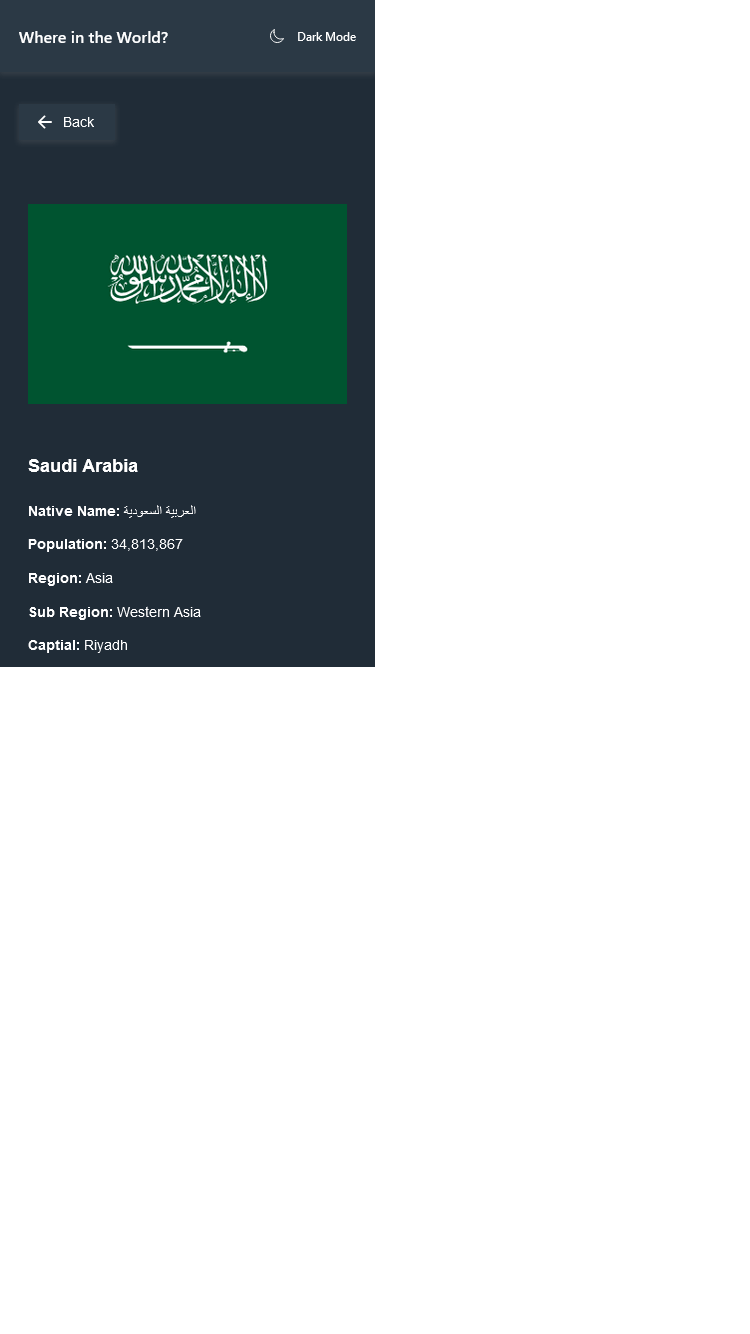 Where in the World?
Dark Mode
Back
لا إله إلا الله محمد رسول الله
Saudi Arabia
Native Name: العربية السعودية
Population: 34,813,867
Region: Asia
Sub Region: Western Asia
Captial: Riyadh